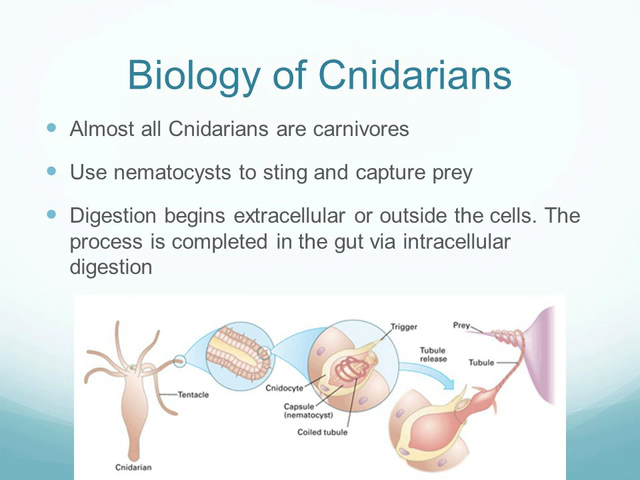 Biology of Cnidarians
Almost all Cnidarians are carnivores
Use nematocysts to sting and capture prey
Digestion begins extracellular or outside the cells. The
process is completed in the gut via intracellular
digestion
Trigger
Prey
Tubule
release
Tubule
Tentacle
Cnidocyte
Capsule
(nematocyst)
Coiled tubule
Cnidarian